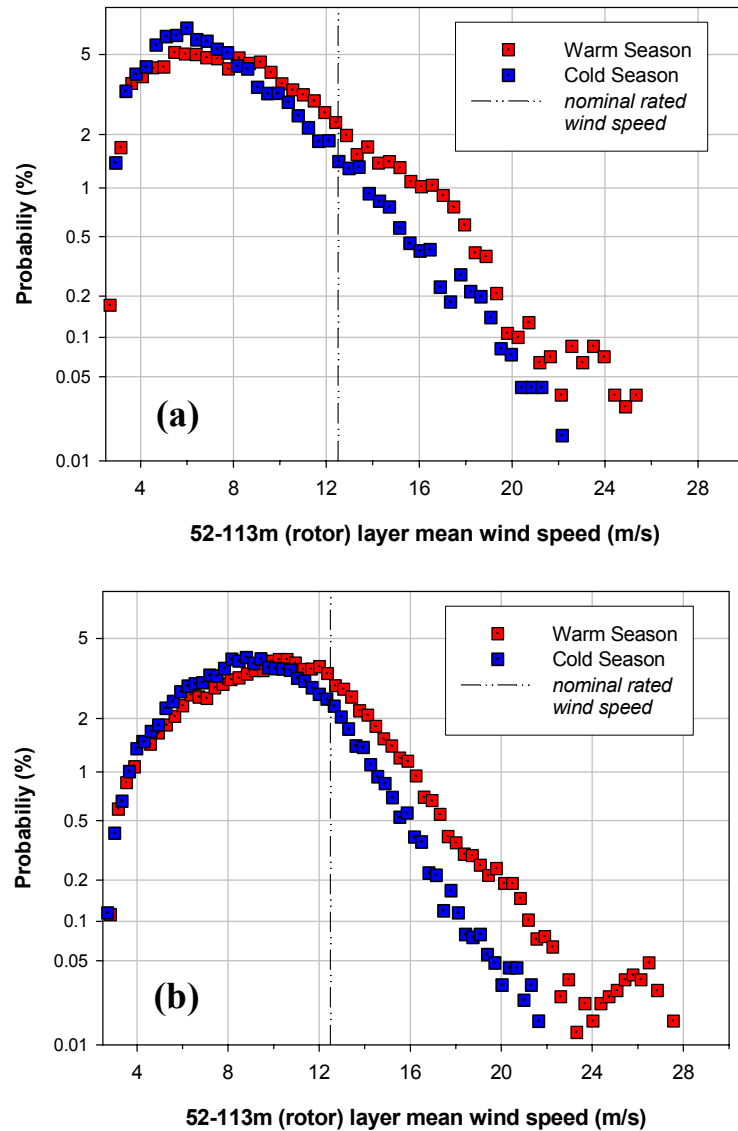 Probabiliy (%)
5
2
1
0.5
0.2
0.1
0.05
0.01
Warm Season
Cold Season
nominal rated
wind speed
(a)
4 8 12 16 20 24 28
52-113m (rotor) layer mean wind speed (m/s)
Probabiliy (%)
5
2
1
0.5
0.2
0.1
0.05
0.01
Warm Season
Cold Season
nominal rated
wind speed
(b)
4 8 12 16 20 24 28
52-113m (rotor) layer mean wind speed (m/s)